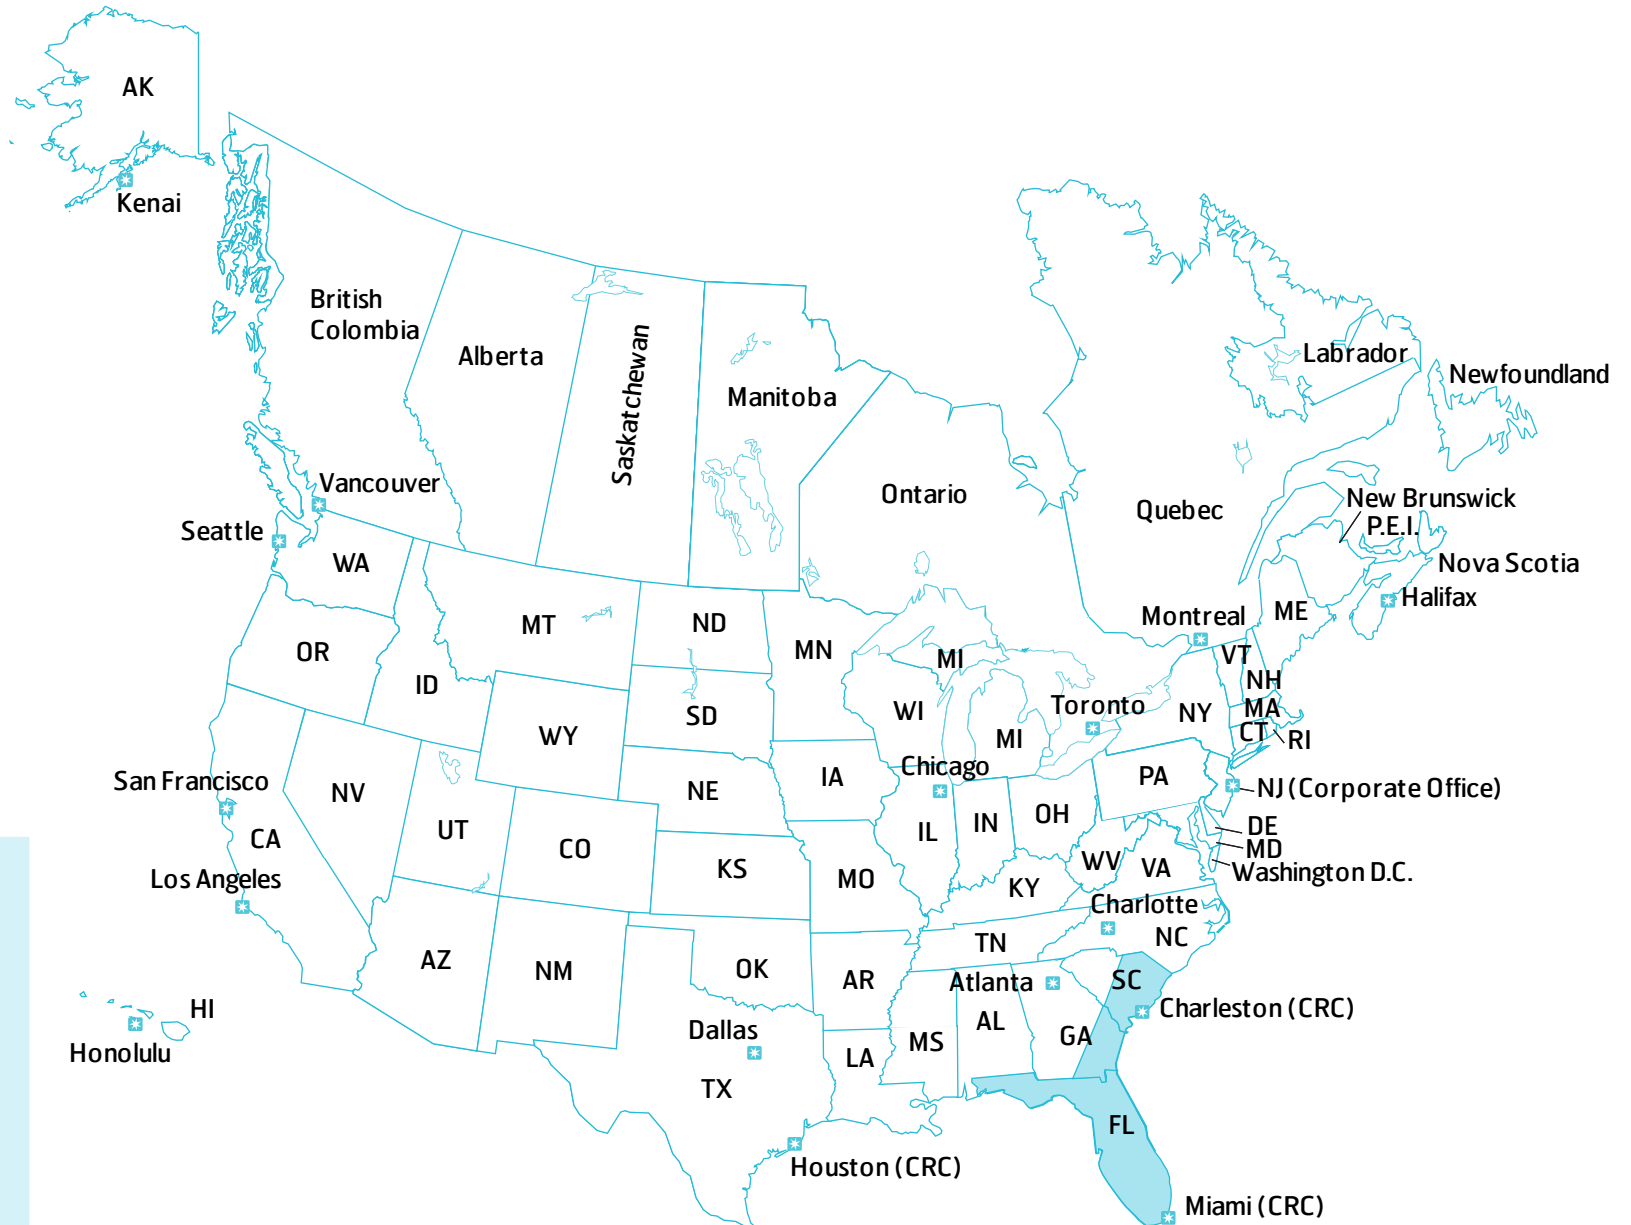 AK
Kenai
British
Colombia
Alberta
Saskatchewan
Manitoba
Ontario
Quebec
Labrador
Newfoundland
New Brunswick
P.E.I.
Nova Scotia
Halifax
Vancouver
Seattle
WA
Montreal
ME
MT
ND
MN
OR
ID
MI
VT
NH
WI
SD
WY
Toronto
NY
MA
CT
RI
MI
San Francisco
NV
NE
IA
Chicago
PA
NJ (Corporate Office)
CA
UT
CO
IL
IN
OH
DE
MD
Washington D.C.
Los Angeles
KS
MO
KY
WV
VA
Charlotte
NC
TN
AZ
NM
OK
AR
Atlanta
SC
Charleston (CRC)
HI
Honolulu
Dallas
TX
LA
MS
AL
GA
FL
Houston (CRC)
Miami (CRC)